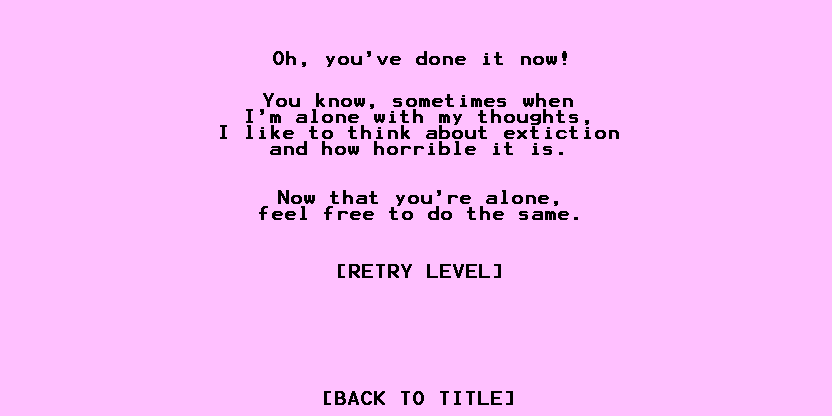 Oh, you've done it now!
You know, sometimes when
I'm alone with my thoughts,
I like to think about extiction
and how horrible it is.
Now that you're alone,
feel free to do the same.
[RETRY LEVEL]
[BACK TO TITLE]